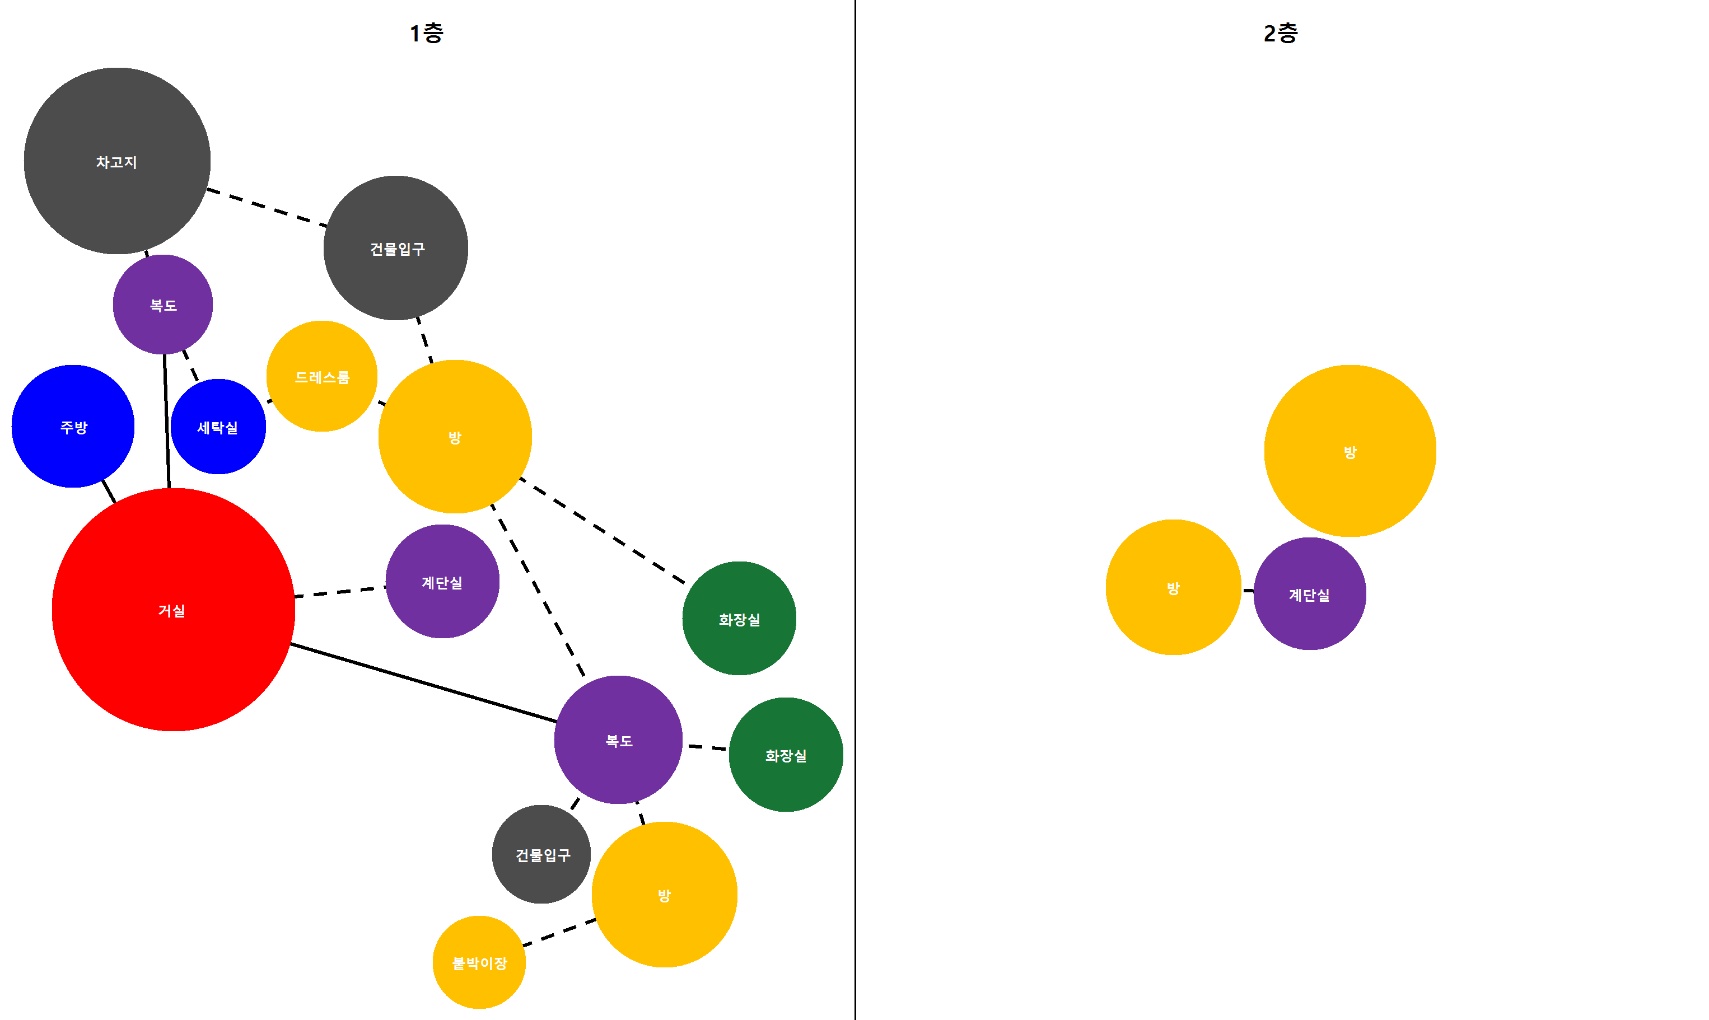 1층
차고지
건물입구
복도
드레스룸
주방
세탁실
방
계단실
거실
화장실
복도
화장실
건물입구
방
붙박이장
2층
방
방
계단실